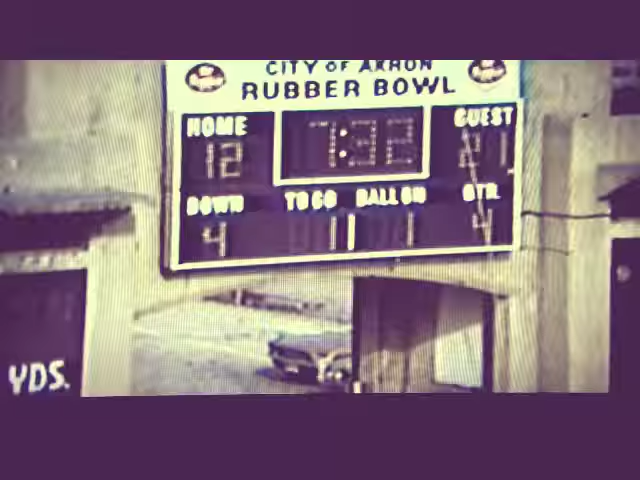 CITY OF AKRON
RUBBER BOWL
HOME 7:32 GUEST
12 21
DOWN TO GO BALL ON QTR.
4 11 1 4
YDS.